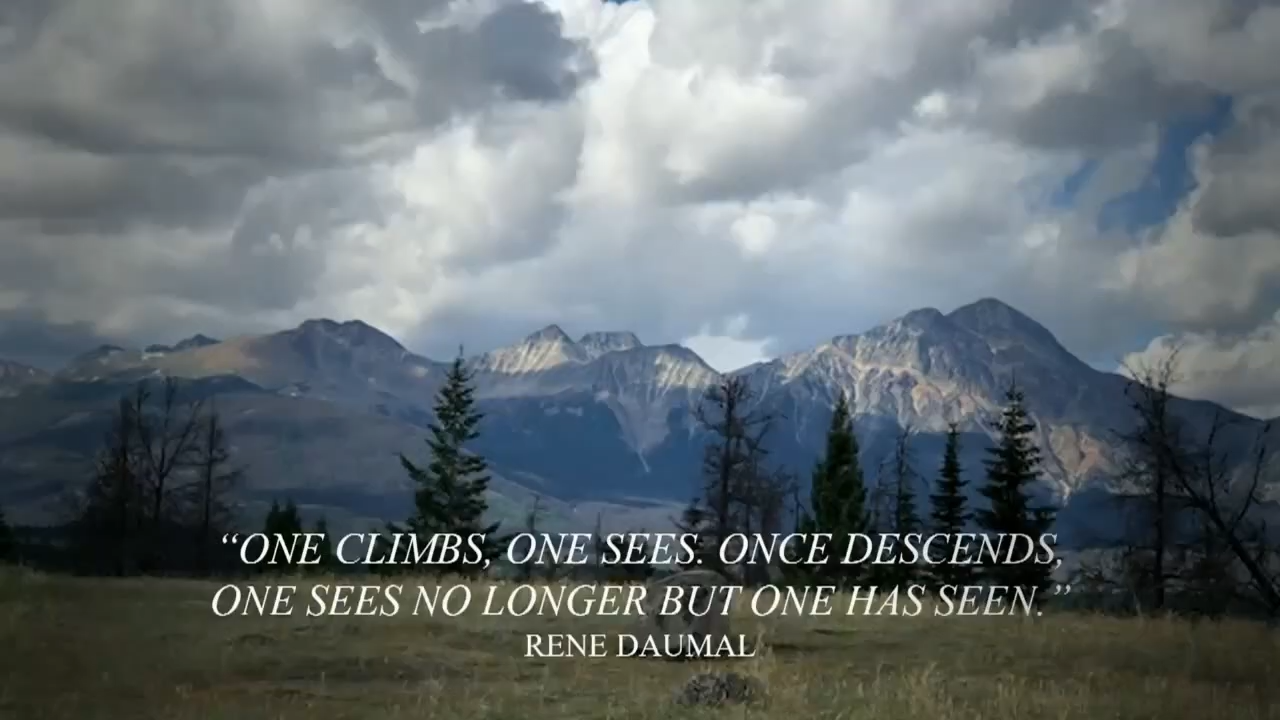 “ONE CLIMBS, ONE SEES. ONCE DESCENDS,
ONE SEES NO LONGER BUT ONE HAS SEEN.”
RENE DAUMAL